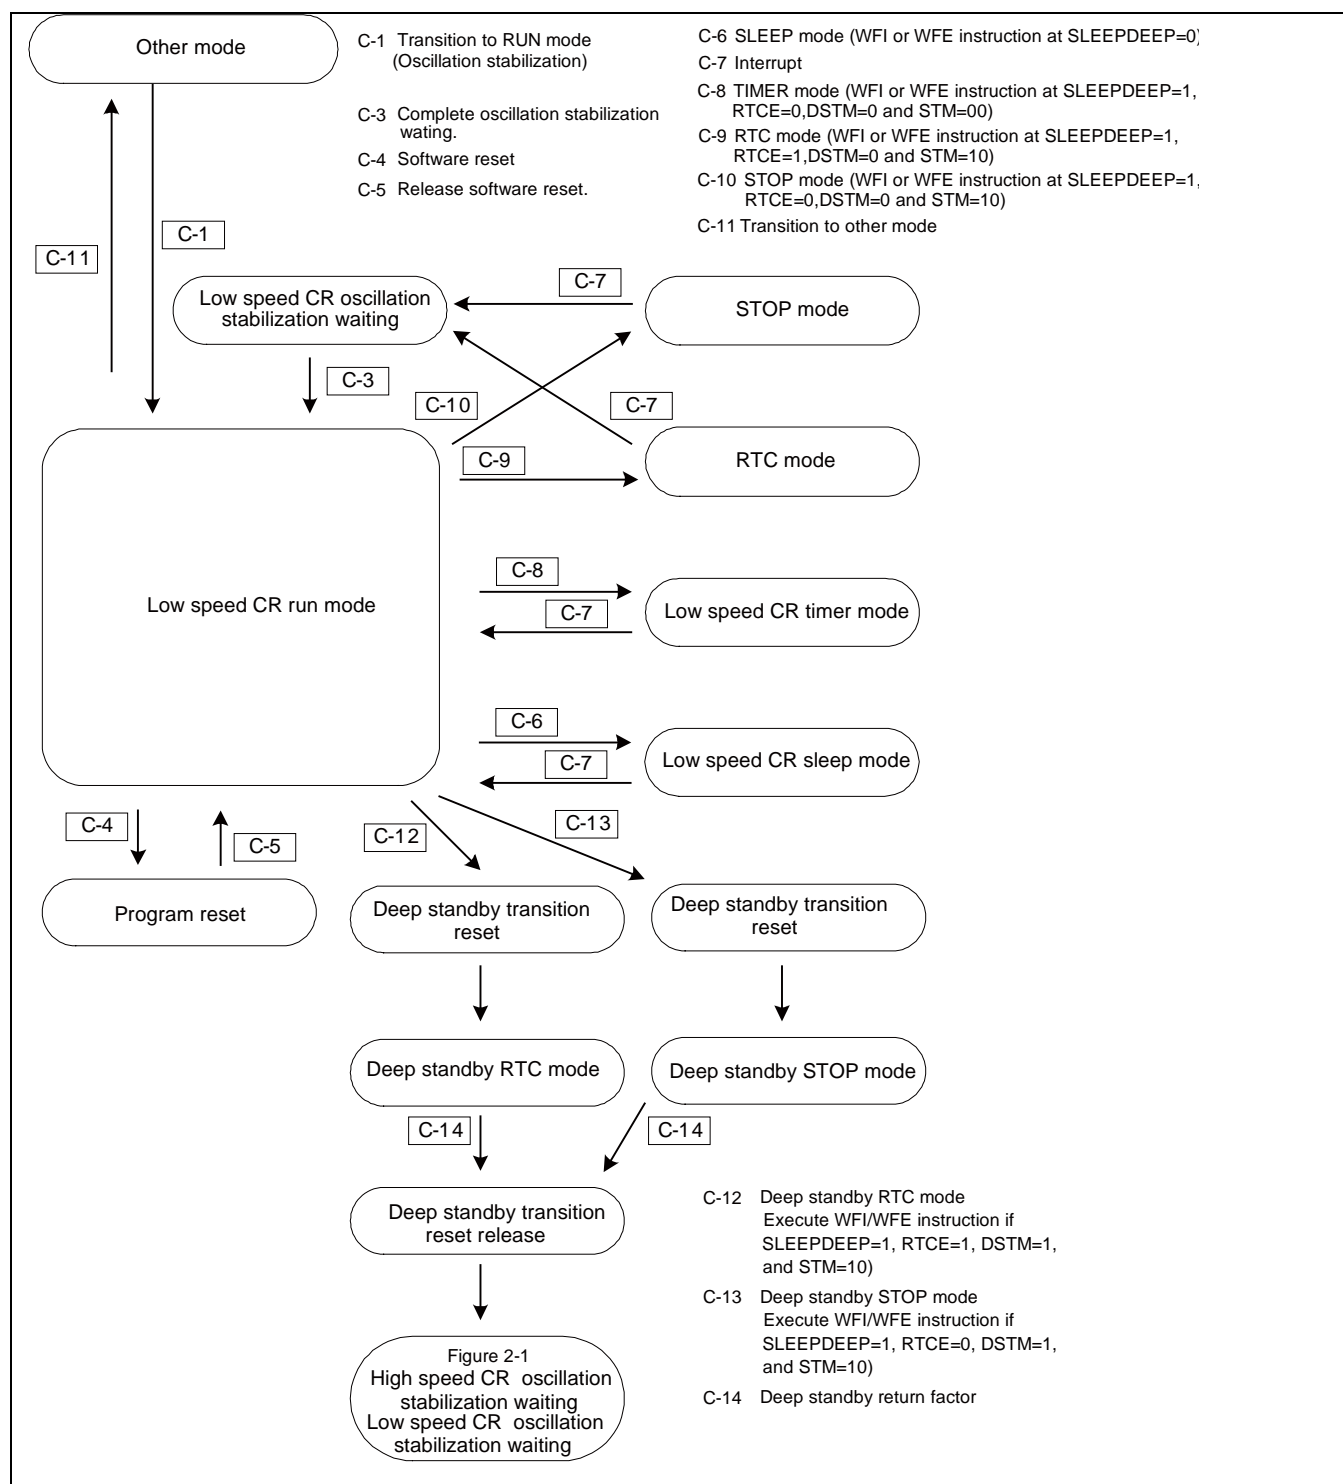 Other mode
C-1 Transition to RUN mode
(Oscillation stabilization)
C-3 Complete oscillation stabilization
wating.
C-4 Software reset
C-5 Release software reset.
C-6 SLEEP mode (WFI or WFE instruction at SLEEPDEEP=0)
C-7 Interrupt
C-8 TIMER mode (WFI or WFE instruction at SLEEPDEEP=1,
RTCE=0,DSTM=0 and STM=00)
C-9 RTC mode (WFI or WFE instruction at SLEEPDEEP=1,
RTCE=1,DSTM=0 and STM=10)
C-10 STOP mode (WFI or WFE instruction at SLEEPDEEP=1,
RTCE=0,DSTM=0 and STM=10)
C-11 Transition to other mode
C-1
C-11
C-7
Low speed CR oscillation
stabilization waiting
STOP mode
C-3
C-10
C-7
C-9
RTC mode
C-8
Low speed CR run mode
C-7
Low speed CR timer mode
C-6
C-7
Low speed CR sleep mode
C-4
C-5
C-12
C-13
Program reset
Deep standby transition
reset
Deep standby transition
reset
Deep standby RTC mode
Deep standby STOP mode
C-14
C-14
Deep standby transition
reset release
C-12 Deep standby RTC mode
Execute WFI/WFE instruction if
SLEEPDEEP=1, RTCE=1, DSTM=1,
and STM=10)
C-13 Deep standby STOP mode
Execute WFI/WFE instruction if
SLEEPDEEP=1, RTCE=0, DSTM=1,
and STM=10)
C-14 Deep standby return factor
Figure 2-1
High speed CR oscillation
stabilization waiting
Low speed CR oscillation
stabilization waiting